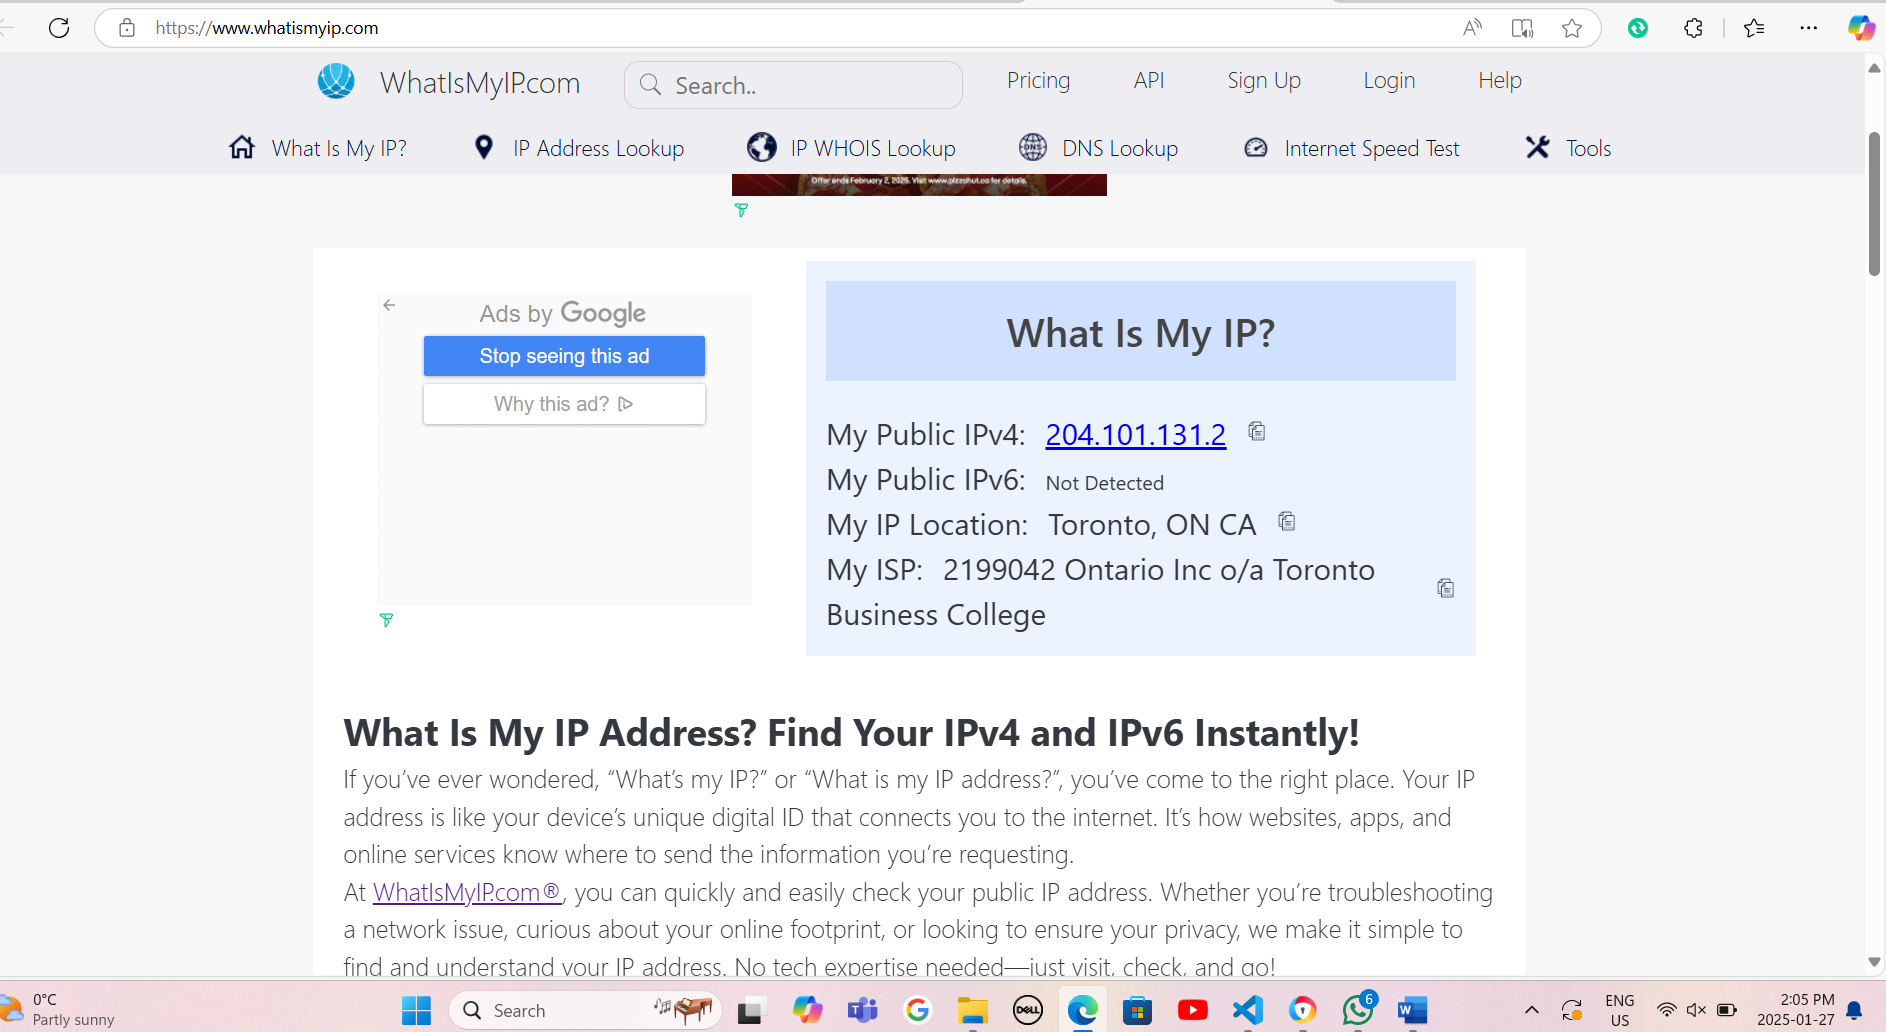 https://www.whatismyip.com
WhatIsMyIP.com
Search..
Pricing
API
Sign Up
Login
Help
What Is My IP?
IP Address Lookup
IP WHOIS Lookup
DNS
DNS Lookup
Internet Speed Test
Tools
Offer ends February 2, 2025. Visit www.pizzahut.ca for details.
Ads by Google
Stop seeing this ad
Why this ad?
What Is My IP?
My Public IPv4: 204.101.131.2
My Public IPv6: Not Detected
My IP Location: Toronto, ON CA
My ISP: 2199042 Ontario Inc o/a Toronto
Business College
What Is My IP Address? Find Your IPv4 and IPv6 Instantly!
If you’ve ever wondered, “What’s my IP?” or “What is my IP address?”, you’ve come to the right place. Your IP
address is like your device’s unique digital ID that connects you to the internet. It’s how websites, apps, and
online services know where to send the information you’re requesting.
At WhatIsMyIP.com®, you can quickly and easily check your public IP address. Whether you’re troubleshooting
a network issue, curious about your online footprint, or looking to ensure your privacy, we make it simple to
find and understand your IP address. No tech expertise needed—just visit, check, and go!
0°C
Partly sunny
Search
DELL
6
ENG
US
2:05 PM
2025-01-27